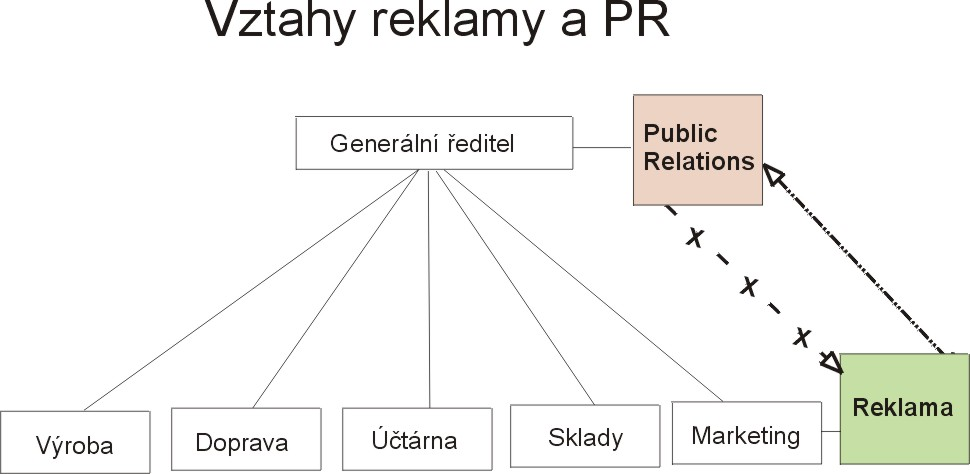 Vztahy reklamy a PR
Generální ředitel
Public
Relations
x
x
x
Výroba
Doprava
Účtárna
Sklady
Marketing
Reklama